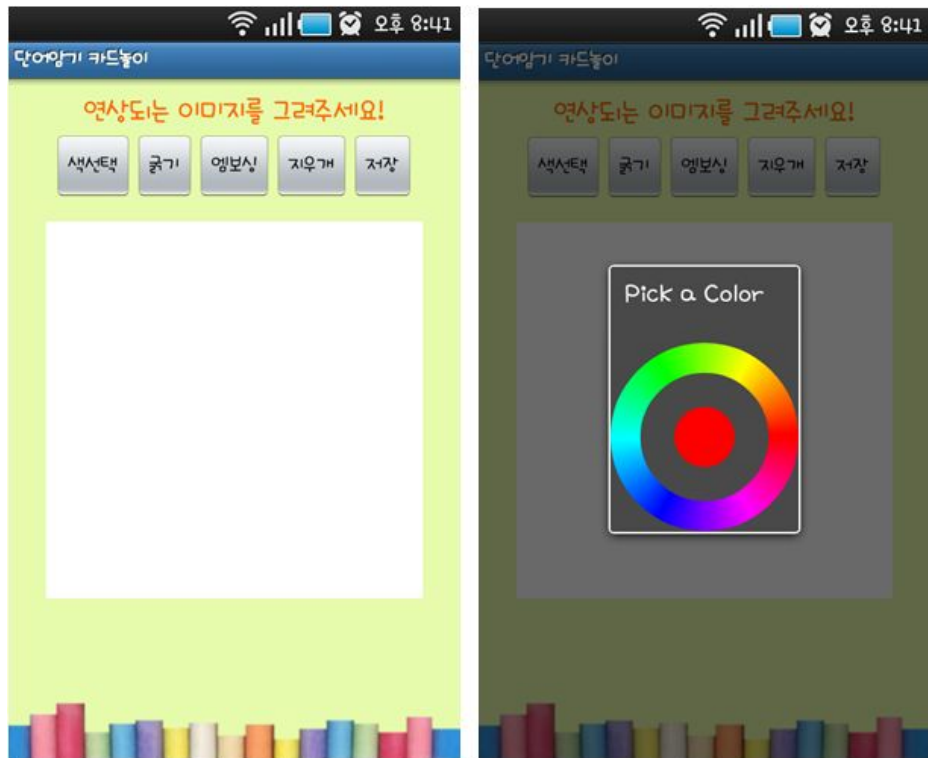 오후 8:41
단어암기 카드놀이
연상되는 이미지를 그려주세요!
색선택 굵기 엠보싱 지우개 저장
오후 8:41
단어암기 카드놀이
연상되는 이미지를 그려주세요!
색선택 굵기 엠보싱 지우개 저장
Pick a Color